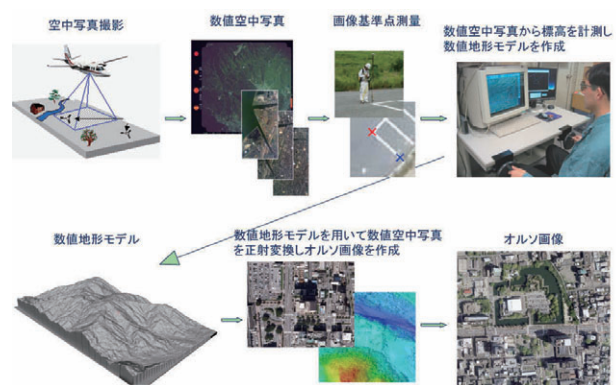 空中写真撮影
数値空中写真
画像基準点測量
数値空中写真から標高を計測し
数値地形モデルを作成
数値地形モデル
数値地形モデルを用いて数値空中写真
を正射変換しオルソ画像を作成
オルソ画像